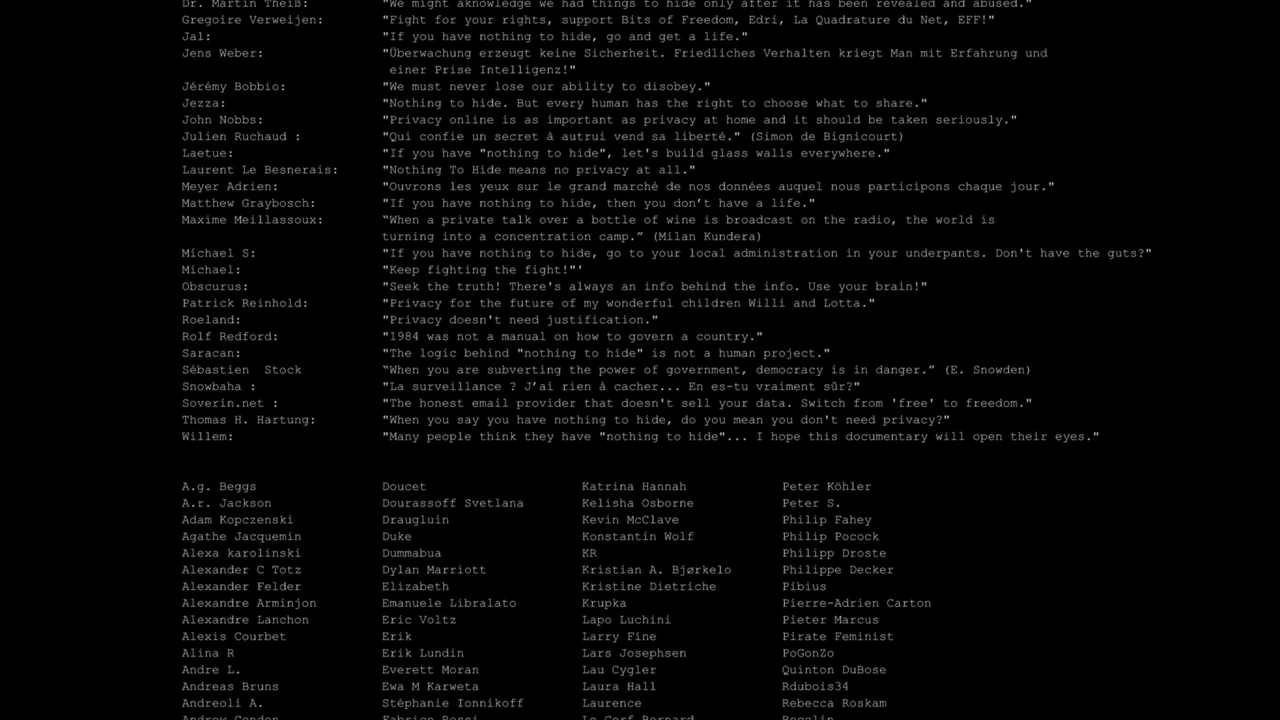 Dr. Martin Theiß: "We might aknowledge we had things to hide only after it has been revealed and abused."
Gregoire Verweijen: "Fight for your rights, support Bits of Freedom, Edri, La Quadrature du Net, EFF!"
Jal: "If you have nothing to hide, go and get a life."
Jens Weber: "Überwachung erzeugt keine Sicherheit. Friedliches Verhalten kriegt Man mit Erfahrung und
einer Prise Intelligenz!"
Jérémy Bobbio: "We must never lose our ability to disobey."
Jezza: "Nothing to hide. But every human has the right to choose what to share."
John Nobbs: "Privacy online is as important as privacy at home and it should be taken seriously."
Julien Ruchaud : "Qui confie un secret à autrui vend sa liberté." (Simon de Bignicourt)
Laetue: "If you have "nothing to hide", let's build glass walls everywhere."
Laurent Le Besnerais: "Nothing To Hide means no privacy at all."
Meyer Adrien: "Ouvrons les yeux sur le grand marché de nos données auquel nous participons chaque jour."
Matthew Graybosch: "If you have nothing to hide, then you don’t have a life."
Maxime Meillassoux: “When a private talk over a bottle of wine is broadcast on the radio, the world is
turning into a concentration camp.” (Milan Kundera)
Michael S: "If you have nothing to hide, go to your local administration in your underpants. Don't have the guts?"
Michael: "Keep fighting the fight!"'
Obscurus: "Seek the truth! There's always an info behind the info. Use your brain!"
Patrick Reinhold: "Privacy for the future of my wonderful children Willi and Lotta."
Roeland: "Privacy doesn't need justification."
Rolf Redford: "1984 was not a manual on how to govern a country."
Saracan: "The logic behind "nothing to hide" is not a human project."
Sébastien  Stock “When you are subverting the power of government, democracy is in danger.” (E. Snowden)
Snowbaha : "La surveillance ? J’ai rien à cacher... En es-tu vraiment sûr?"
Soverin.net : "The honest email provider that doesn't sell your data. Switch from 'free' to freedom."
Thomas H. Hartung: "When you say you have nothing to hide, do you mean you don't need privacy?"
Willem: "Many people think they have "nothing to hide"... I hope this documentary will open their eyes."
A.g. Beggs Doucet Katrina Hannah Peter Köhler
A.r. Jackson Dourassoff Svetlana Kelisha Osborne Peter S.
Adam Kopczenski Draugluin Kevin McClave Philip Fahey
Agathe Jacquemin Duke Konstantin Wolf Philip Pocock
Alexa karolinski Dummabua KR Philipp Droste
Alexander C Totz Dylan Marriott Kristian A. Bjørkelo Philippe Decker
Alexander Felder Elizabeth Kristine Dietriche Pibius
Alexandre Arminjon Emanuele Libralato Krupka Pierre-Adrien Carton
Alexandre Lanchon Eric Voltz Lapo Luchini Pieter Marcus
Alexis Courbet Erik Larry Fine Pirate Feminist
Alina R Erik Lundin Lars Josephsen PoGonZo
Andre L. Everett Moran Lau Cygler Quinton DuBose
Andreas Bruns Ewa M Karweta Laura Hall Rdubois34
Andreoli A. Stéphanie Ionnikoff Laurence Rebecca Roskam